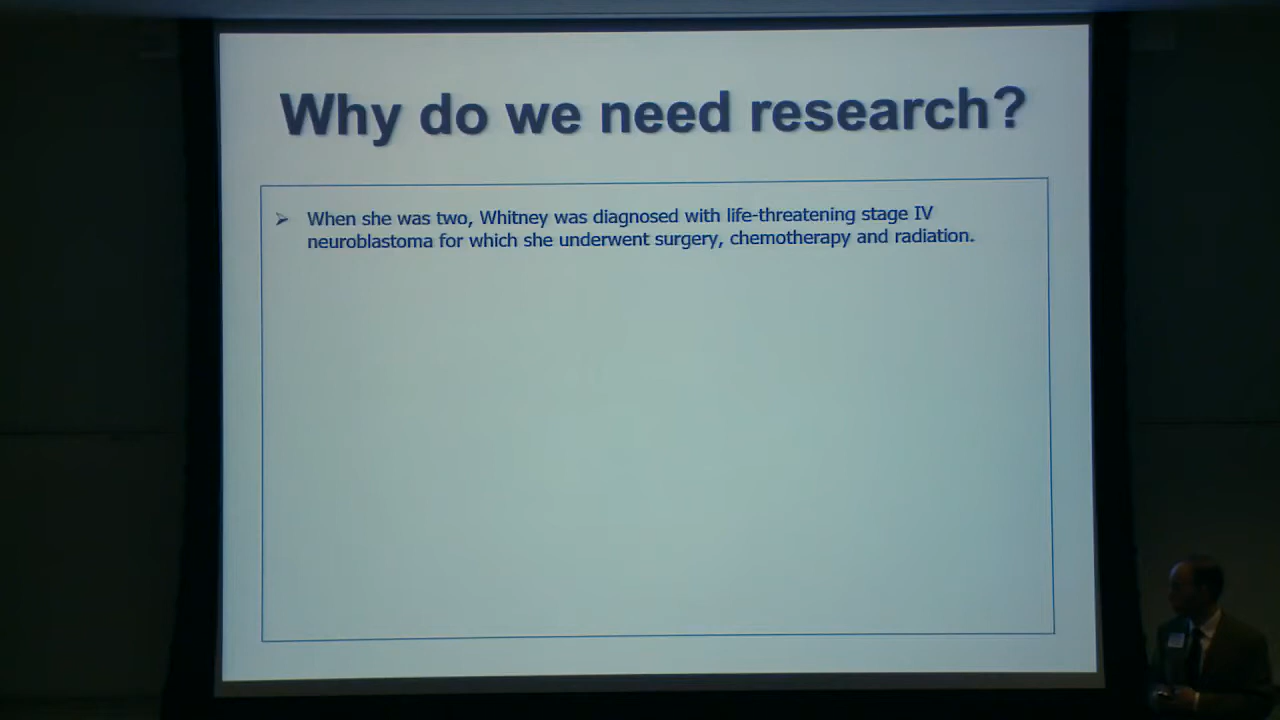 Why do we need research?
➢ When she was two, Whitney was diagnosed with life-threatening stage IV
neuroblastoma for which she underwent surgery, chemotherapy and radiation.